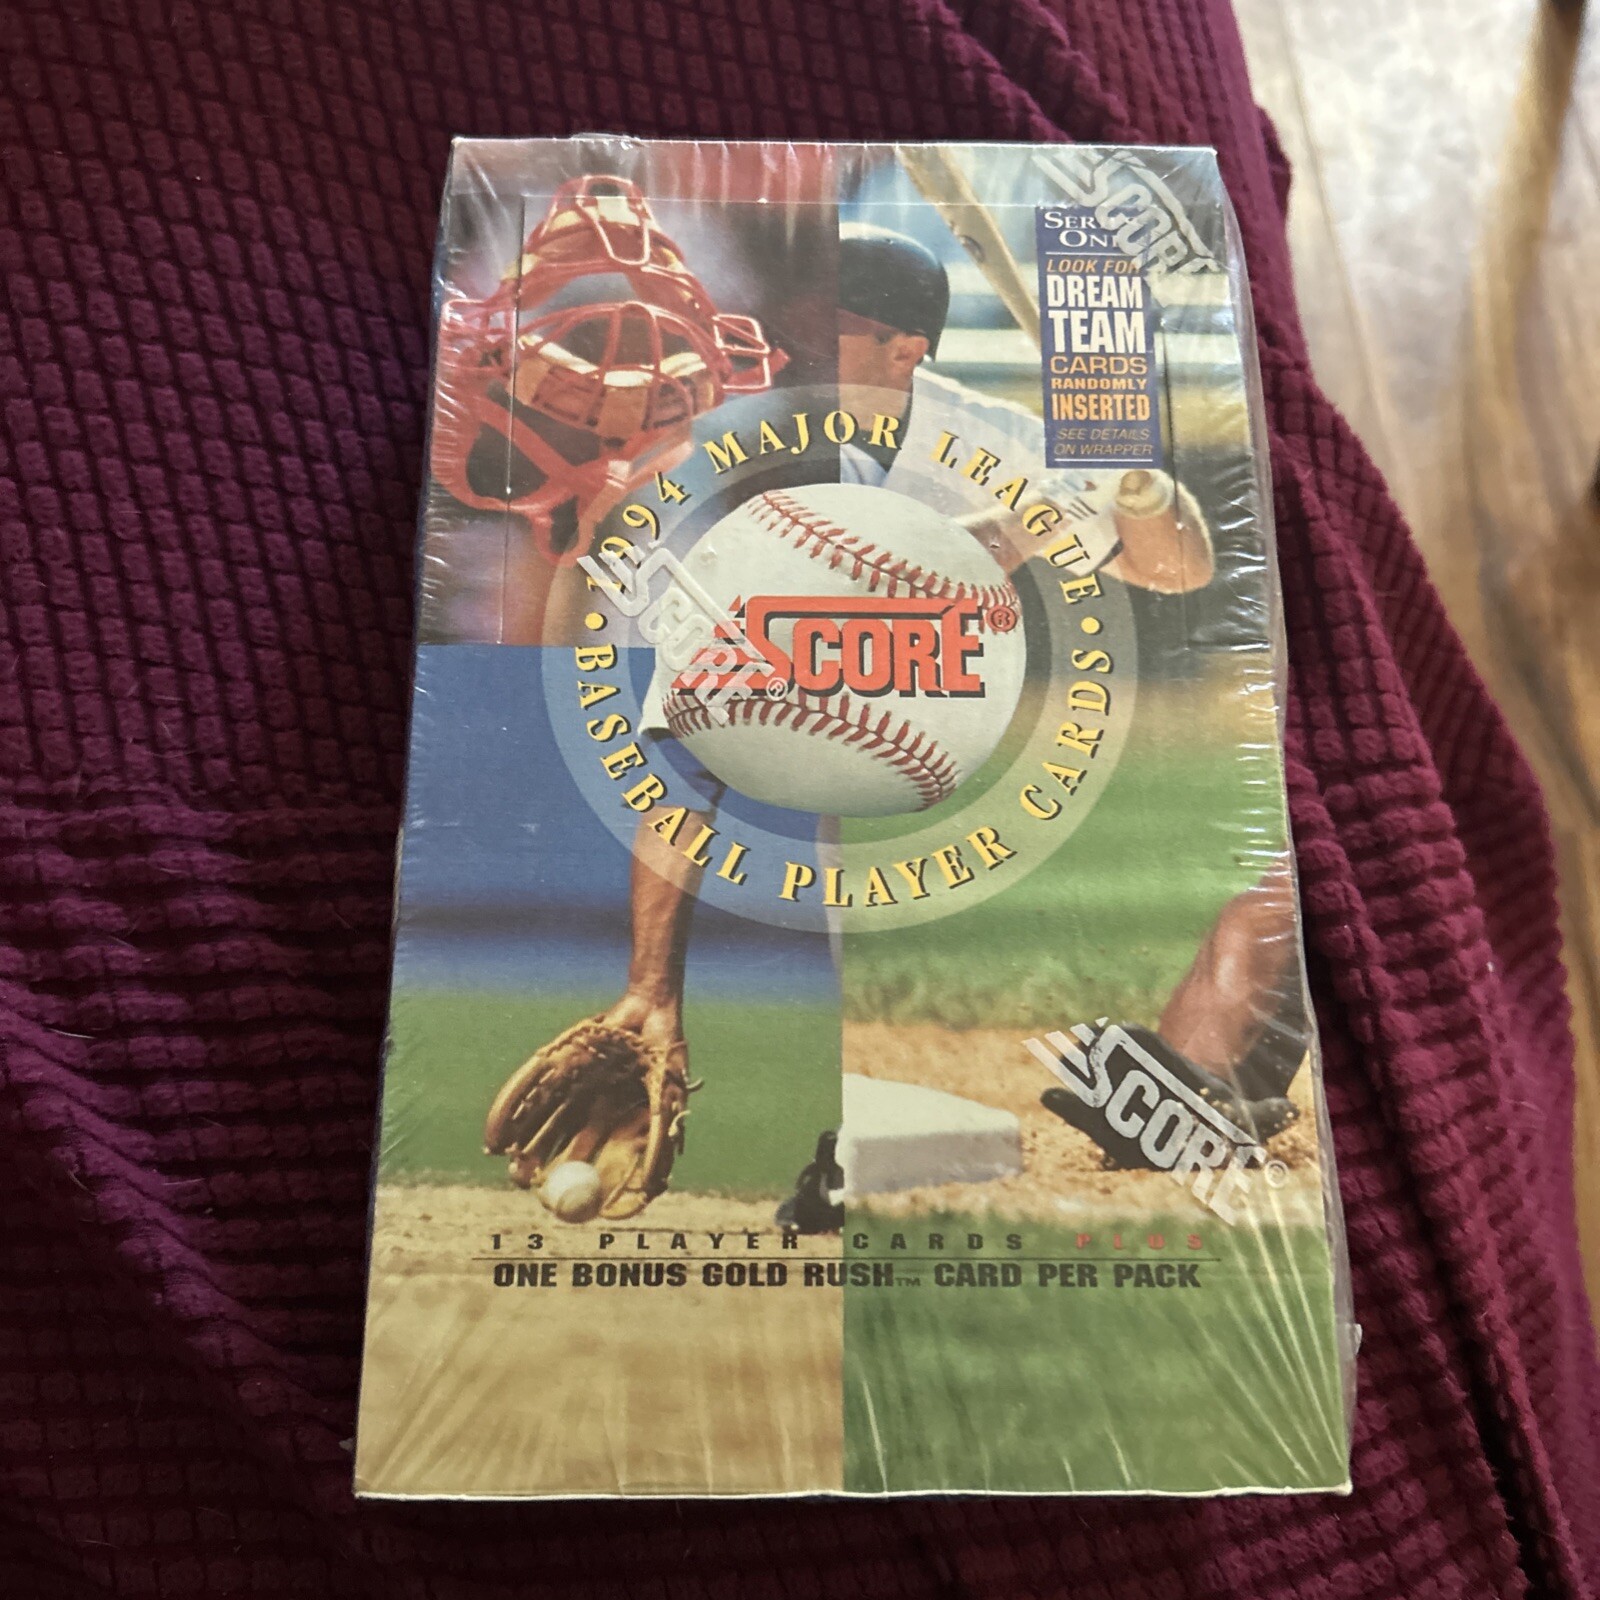 SERIES
ONE
LOOK FOR
DREAM
TEAM
CARDS
RANDOMLY
INSERTED
SEE DETAILS
ON WRAPPER
SCORE
• 1994 MAJOR LEAGUE •
BASEBALL PLAYER CARDS
SCORE®
SCORE®
SCORE®
13 PLAYER CARDS PLUS
ONE BONUS GOLD RUSH™ CARD PER PACK